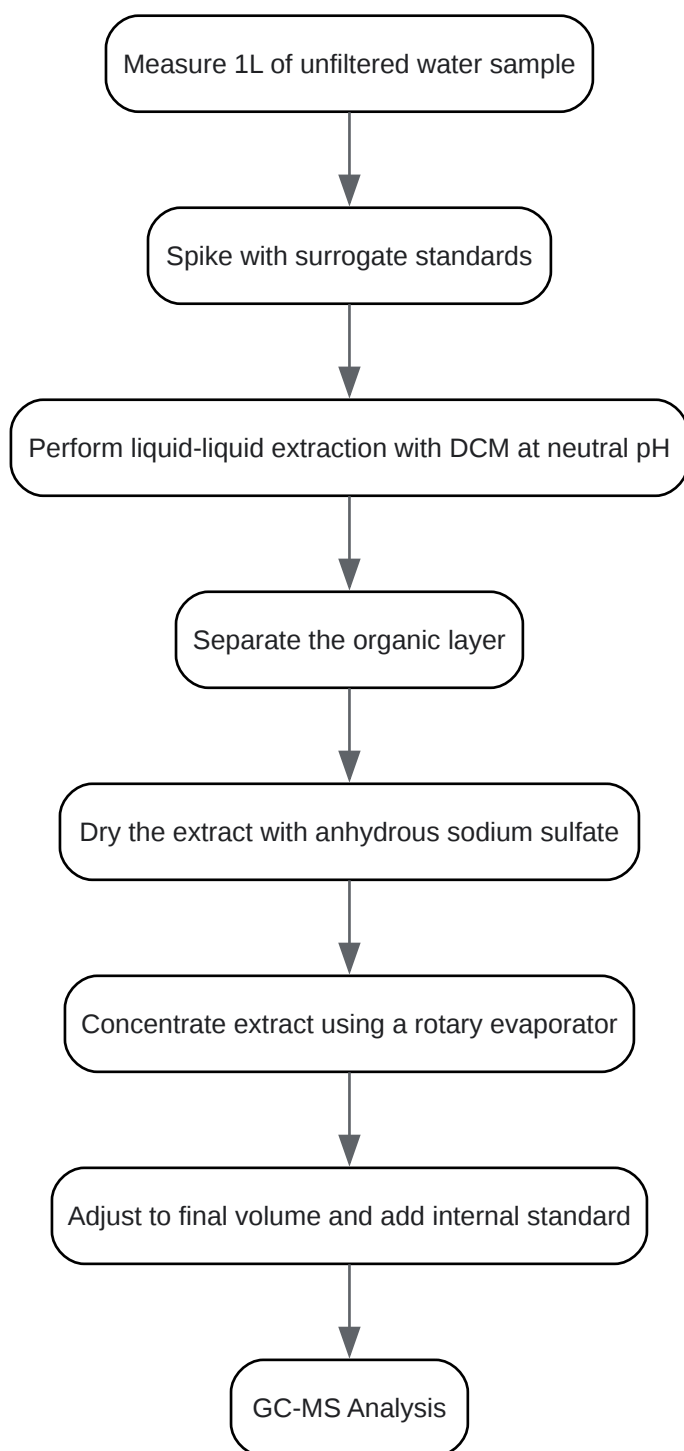 Measure 1L of unfiltered water sample
Spike with surrogate standards
Perform liquid-liquid extraction with DCM at neutral pH
Separate the organic layer
Dry the extract with anhydrous sodium sulfate
Concentrate extract using a rotary evaporator
Adjust to final volume and add internal standard
GC-MS Analysis